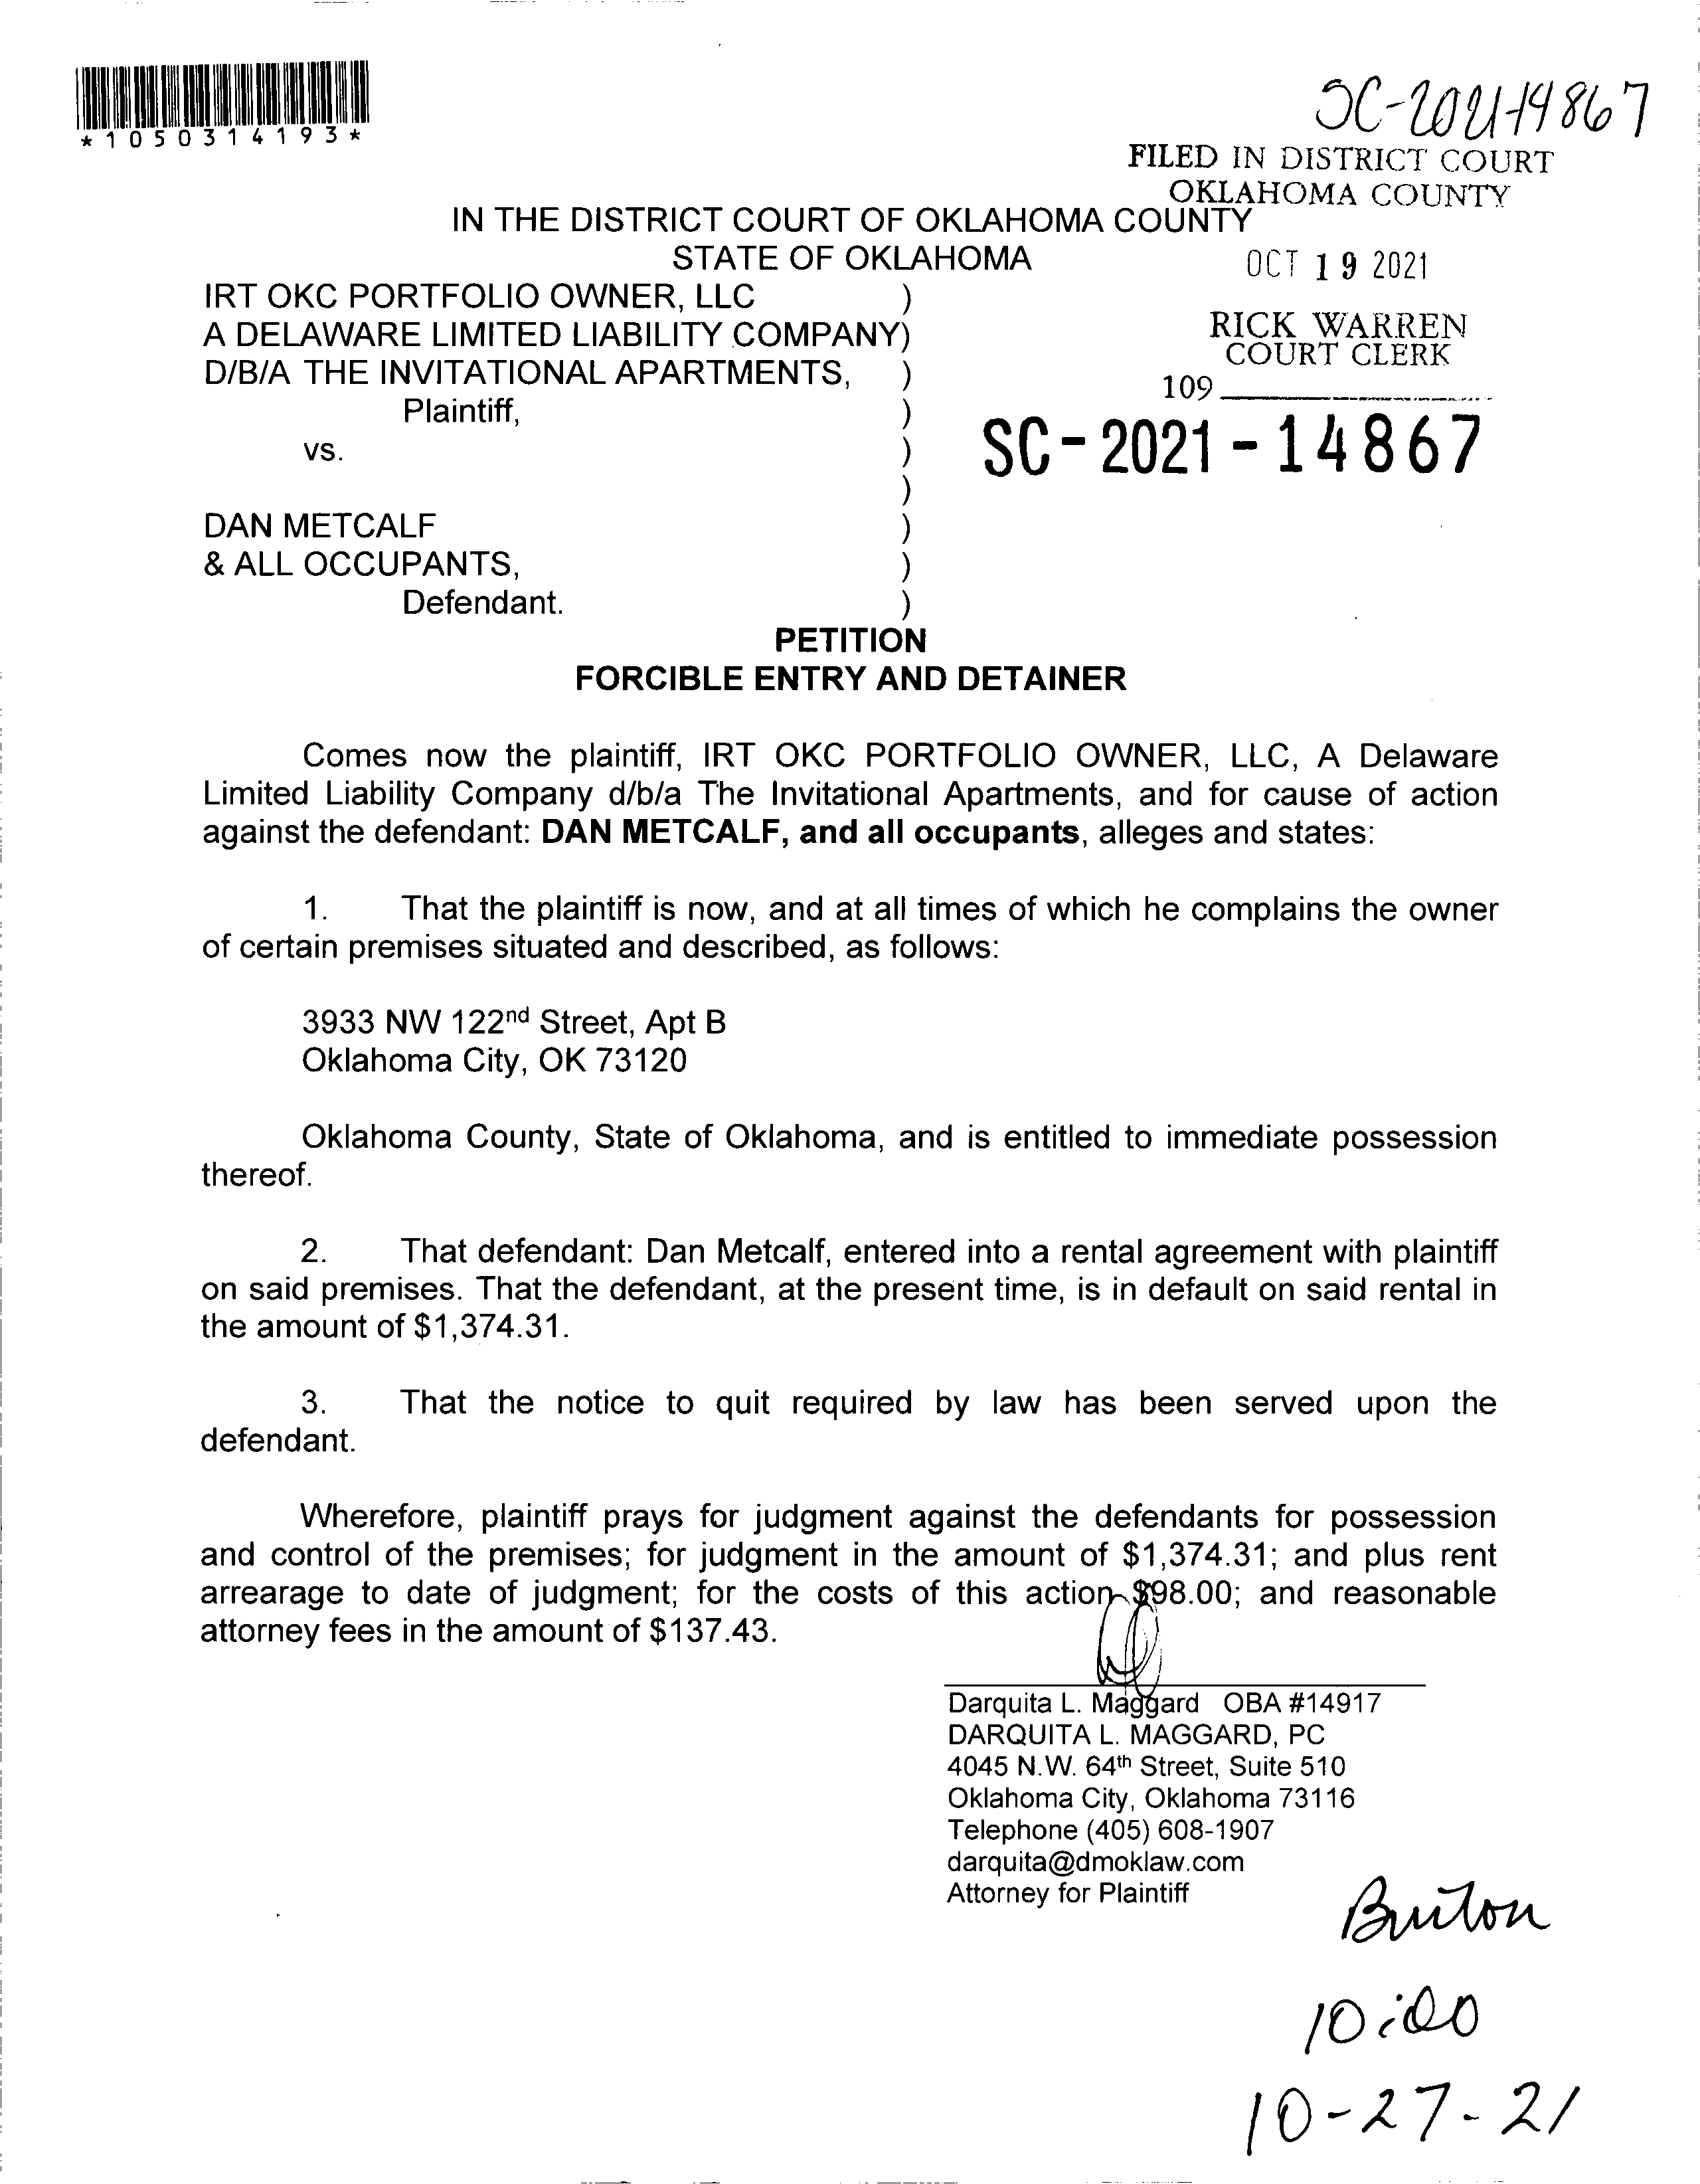 *1050314193*
SC-2021-14867
FILED IN DISTRICT COURT
OKLAHOMA COUNTY
IN THE DISTRICT COURT OF OKLAHOMA COUNTY
STATE OF OKLAHOMA
OCT 19 2021
IRT OKC PORTFOLIO OWNER, LLC )
A DELAWARE LIMITED LIABILITY COMPANY)
D/B/A THE INVITATIONAL APARTMENTS, )
Plaintiff, )
vs. )
)
DAN METCALF )
& ALL OCCUPANTS, )
Defendant. )
RICK WARREN
COURT CLERK
109
SC-2021-14867
PETITION
FORCIBLE ENTRY AND DETAINER
Comes now the plaintiff, IRT OKC PORTFOLIO OWNER, LLC, A Delaware
Limited Liability Company d/b/a The Invitational Apartments, and for cause of action
against the defendant: DAN METCALF, and all occupants, alleges and states:
1. That the plaintiff is now, and at all times of which he complains the owner
of certain premises situated and described, as follows:
3933 NW 122nd Street, Apt B
Oklahoma City, OK 73120
Oklahoma County, State of Oklahoma, and is entitled to immediate possession
thereof.
2. That defendant: Dan Metcalf, entered into a rental agreement with plaintiff
on said premises. That the defendant, at the present time, is in default on said rental in
the amount of $1,374.31.
3. That the notice to quit required by law has been served upon the
defendant.
Wherefore, plaintiff prays for judgment against the defendants for possession
and control of the premises; for judgment in the amount of $1,374.31; and plus rent
arrearage to date of judgment; for the costs of this action $98.00; and reasonable
attorney fees in the amount of $137.43.
Darquita L. Maggard OBA #14917
DARQUITA L. MAGGARD, PC
4045 N.W. 64th Street, Suite 510
Oklahoma City, Oklahoma 73116
Telephone (405) 608-1907
darquita@dmoklaw.com
Attorney for Plaintiff
10:00
10-27-21